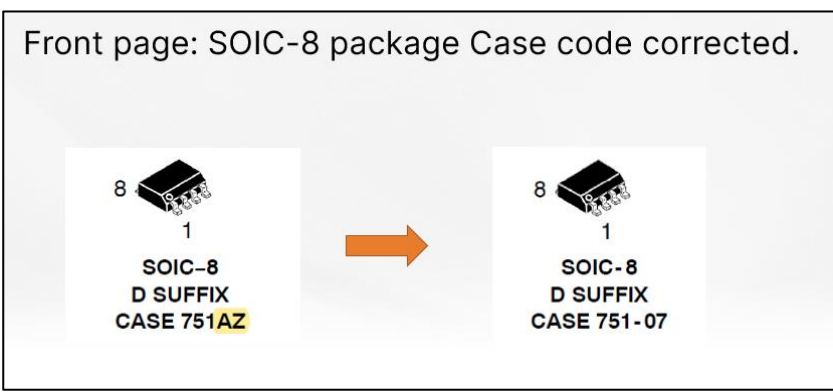 Front page: SOIC-8 package Case code corrected.
8
1
SOIC–8
D SUFFIX
CASE 751AZ
8
1
SOIC-8
D SUFFIX
CASE 751-07